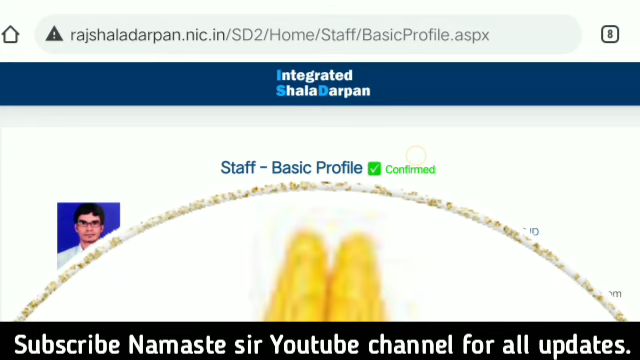 rajshaladarpan.nic.in/SD2/Home/Staff/BasicProfile.aspx
8
Integrated
ShalaDarpan
Staff - Basic Profile ✅ Confirmed
Subscribe Namaste sir Youtube channel for all updates.